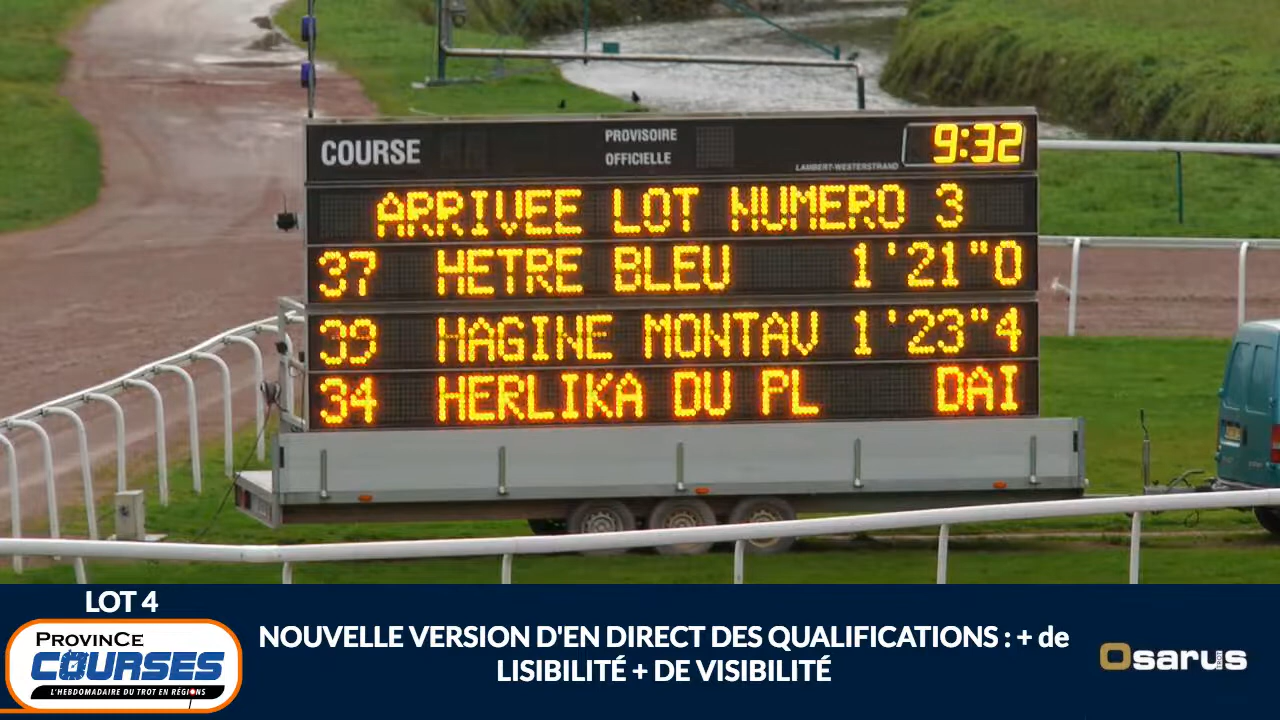 COURSE
PROVISOIRE
OFFICIELLE
LAMBERT-WESTERSTRAND
9:32
ARRIVEE LOT NUMERO 3
37 HETRE BLEU 1'21"0
39 HAGINE MONTAV 1'23"4
34 HERLIKA DU PL DAI
LOT 4
PROVINCE
COURSES
L'HEBDOMADAIRE DU TROT EN RÉGIONS
NOUVELLE VERSION D'EN DIRECT DES QUALIFICATIONS : + de
LISIBILITÉ + DE VISIBILITÉ
Osarus